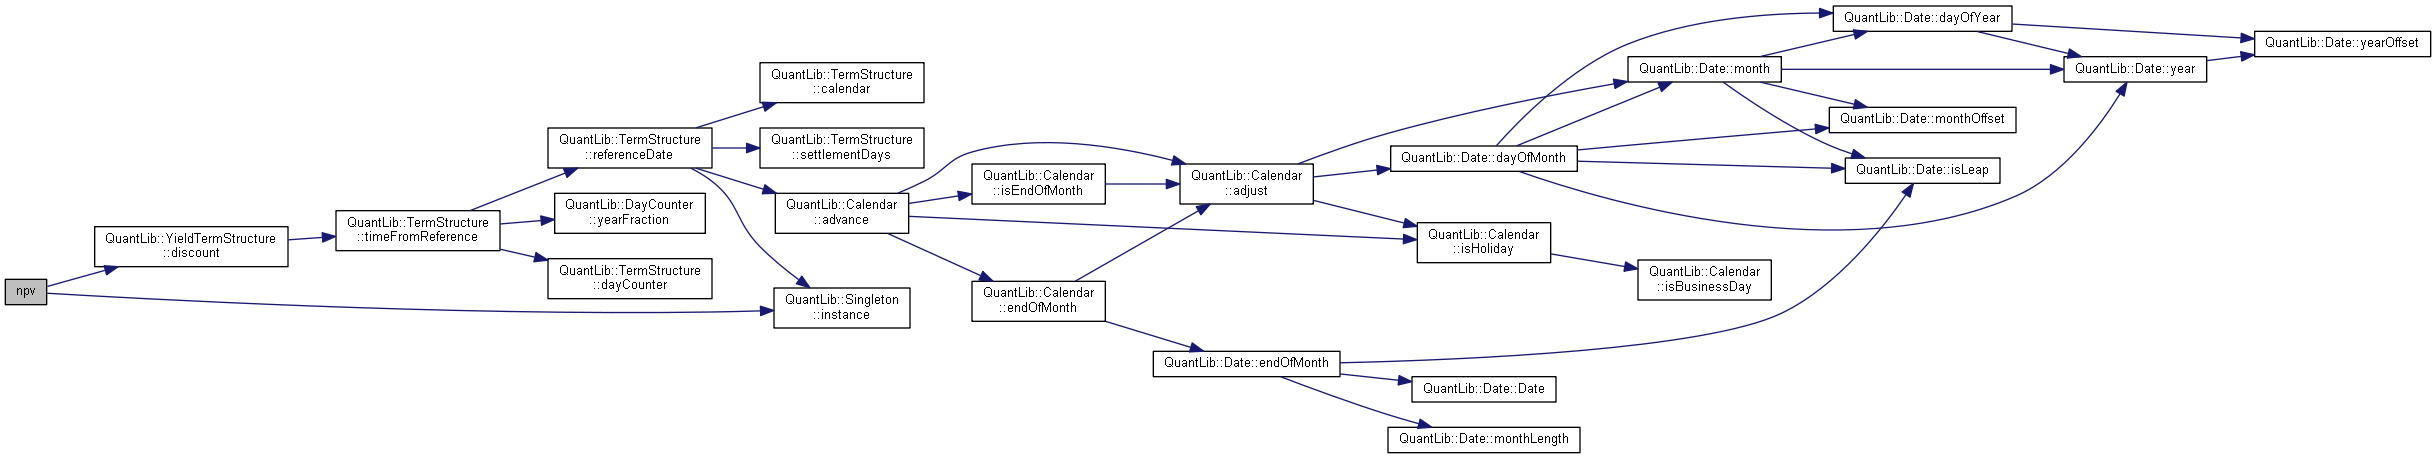 npv
QuantLib::YieldTermStructure
::discount
QuantLib::TermStructure
::timeFromReference
QuantLib::TermStructure
::referenceDate
QuantLib::DayCounter
::yearFraction
QuantLib::TermStructure
::dayCounter
QuantLib::TermStructure
::calendar
QuantLib::TermStructure
::settlementDays
QuantLib::Calendar
::advance
QuantLib::Singleton
::instance
QuantLib::Calendar
::isEndOfMonth
QuantLib::Calendar
::endOfMonth
QuantLib::Calendar
::adjust
QuantLib::Date::endOfMonth
QuantLib::Date::dayOfMonth
QuantLib::Calendar
::isHoliday
QuantLib::Date::Date
QuantLib::Date::monthLength
QuantLib::Date::month
QuantLib::Calendar
::isBusinessDay
QuantLib::Date::dayOfYear
QuantLib::Date::monthOffset
QuantLib::Date::isLeap
QuantLib::Date::year
QuantLib::Date::yearOffset